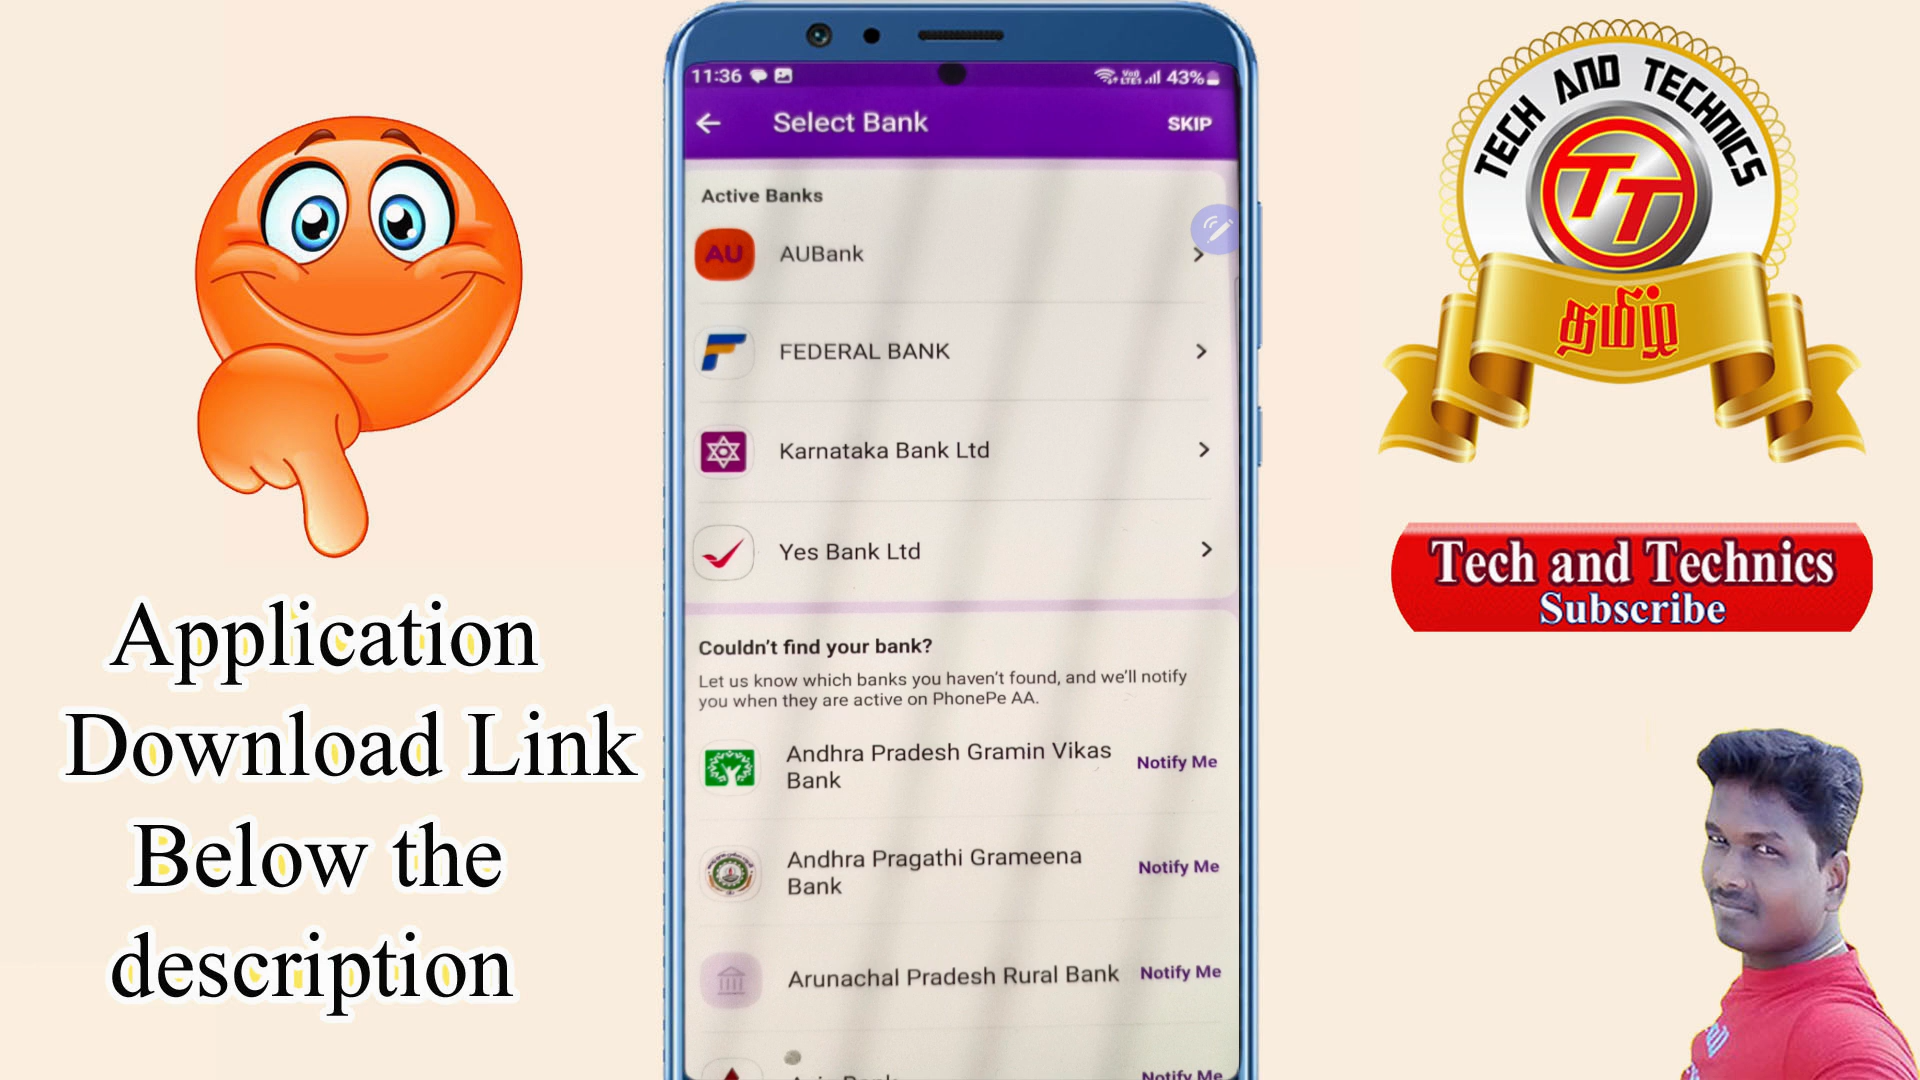 11:36
43%
Select Bank
SKIP
Active Banks
AU
AUBank
FEDERAL BANK
Karnataka Bank Ltd
Yes Bank Ltd
Couldn't find your bank?
Let us know which banks you haven't found, and we'll notify
you when they are active on PhonePe AA.
Andhra Pradesh Gramin Vikas
Bank
Notify Me
Andhra Pragathi Grameena
Bank
Notify Me
Arunachal Pradesh Rural Bank
Notify Me
Notify Me
Application
Download Link
Below the
description
TECH AND TECHNICS
TT
தமிழ்
Tech and Technics
Subscribe